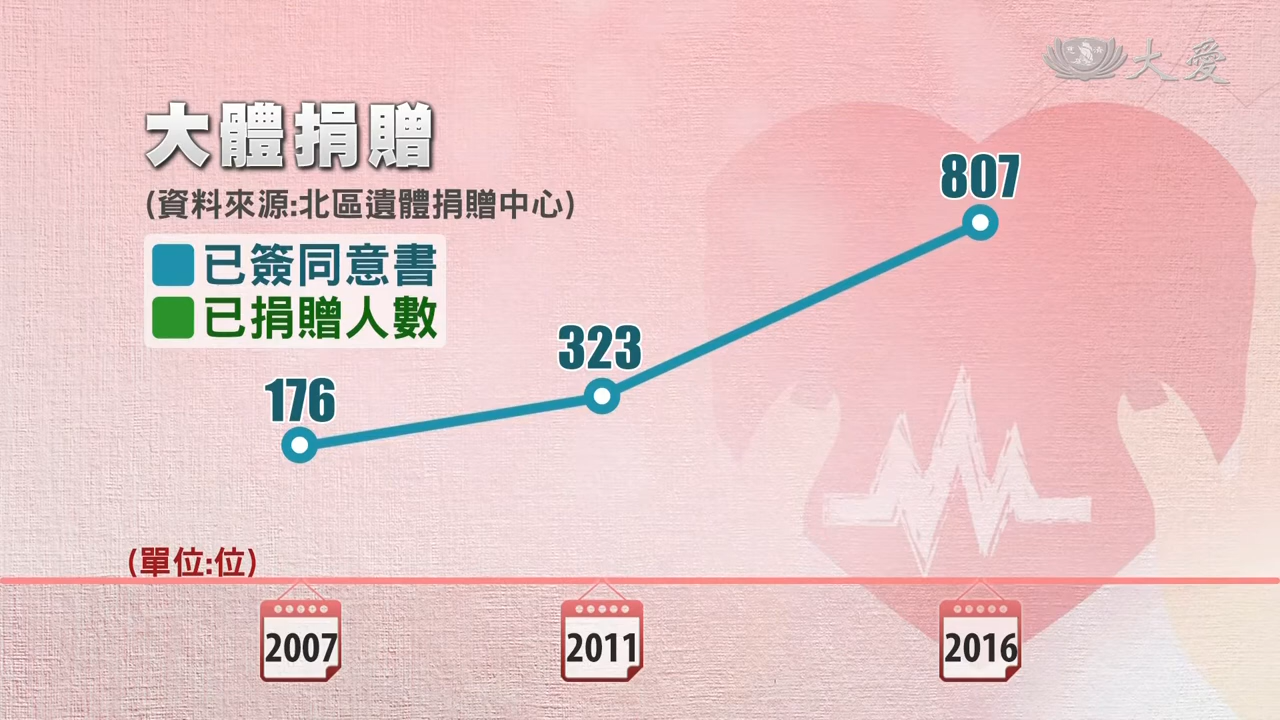 大愛
大體捐贈
(資料來源:北區遺體捐贈中心)
已簽同意書
已捐贈人數
176
323
807
(單位:位)
2007
2011
2016